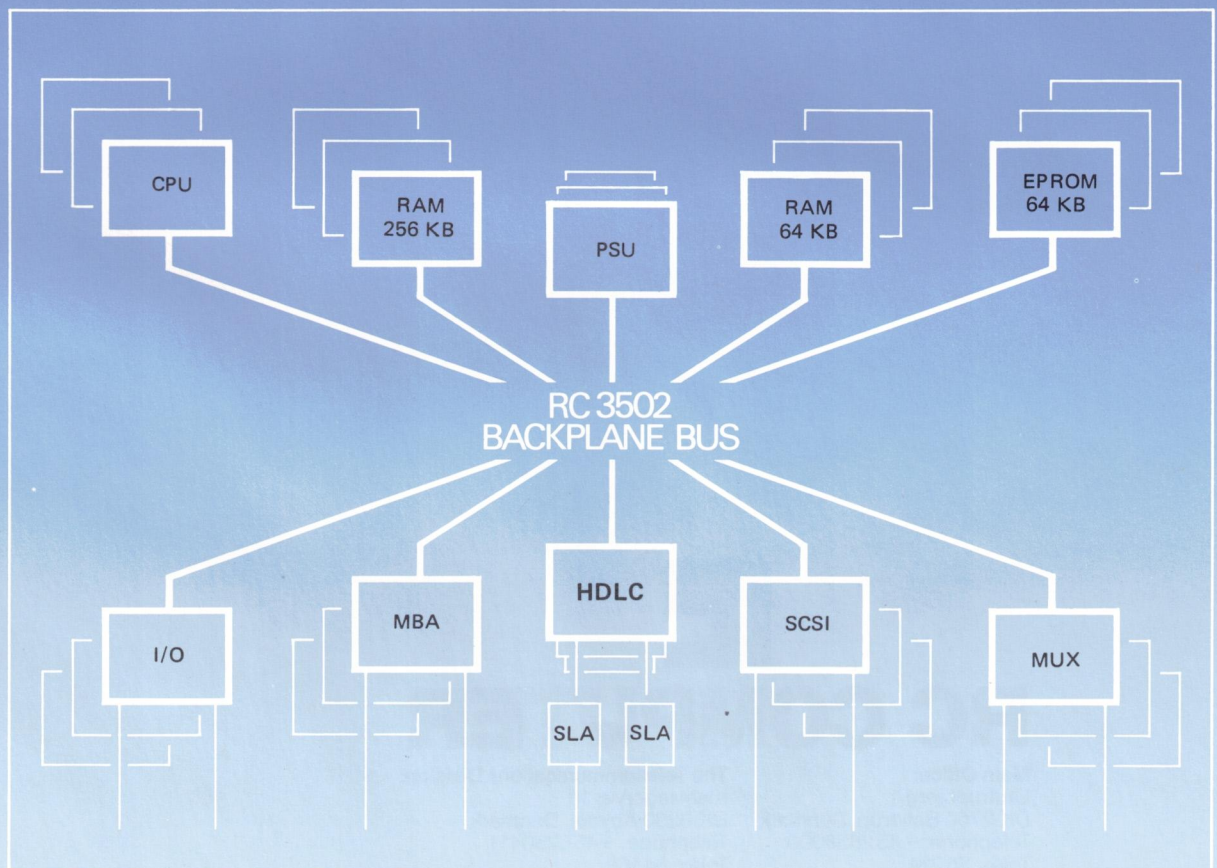 CPU
RAM
256 KB
PSU
RAM
64 KB
EPROM
64 KB
RC 3502
BACKPLANE BUS
I/O
MBA
HDLC
SCSI
MUX
SLA
SLA